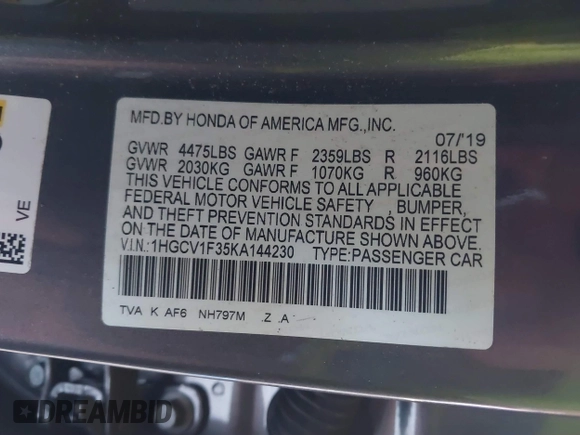 MFD.BY HONDA OF AMERICA MFG.,INC.
07/'19
GVWR 4475LBS GAWR F 2359LBS R 2116LBS
GVWR 2030KG GAWR F 1070KG R 960KG
THIS VEHICLE CONFORMS TO ALL APPLICABLE
FEDERAL MOTOR VEHICLE SAFETY , BUMPER,
AND THEFT PREVENTION STANDARDS IN EFFECT
ON THE DATE OF MANUFACTURE SHOWN ABOVE.
V.I.N.:1HGCV1F35KA144230 TYPE:PASSENGER CAR
TVA K AF6 NH797M .Z .A
VE
DREAMBID